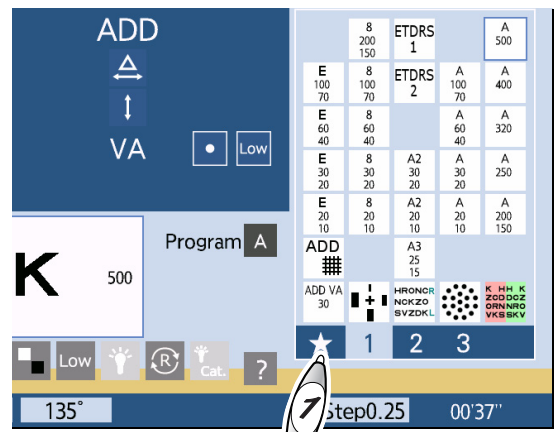 ADD
VA
Low
K
500
Program A
Low
R
Cat.
?
135°
8
200
150
ETDRS
1
A
500
E
100
70
8
100
70
ETDRS
2
A
100
70
A
400
E
60
40
8
60
40
A
60
40
A
320
E
30
20
8
30
20
A2
30
20
A
30
20
A
250
E
20
10
8
20
10
A2
20
10
A
20
10
A
200
150
ADD
A3
25
15
ADD VA
30
HRONCR
NCKZO
SVZDKL
K HH K
ZCDDCZ
ORNNRO
VKSSKV
1 2 3
1
Step0.25
00'37"